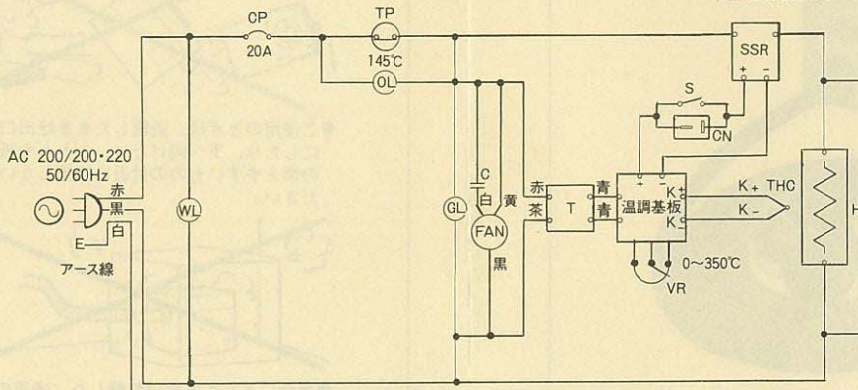 CP
20A
TP
145℃
OL
SSR
+ −
S
CN
AC 200/200・220
50/60Hz
赤
黒
白
E
アース線
WL
GL
C
白
黄
FAN
黒
赤
茶
T
青
青
+ −
温調基板
K+
K−
K+
K−
THC
0〜350℃
VR
H